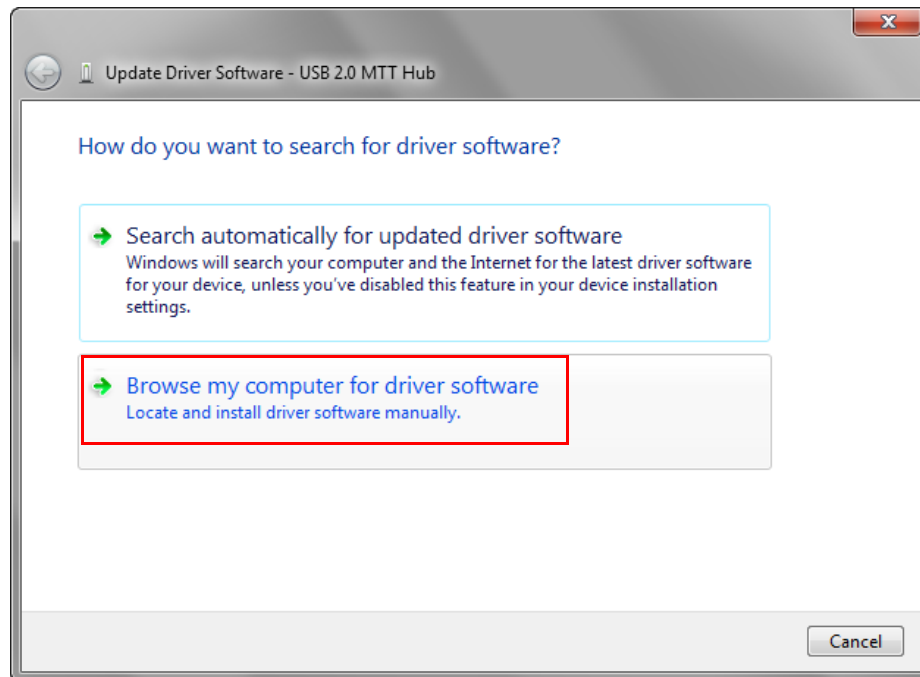 Update Driver Software - USB 2.0 MTT Hub
How do you want to search for driver software?
Search automatically for updated driver software
Windows will search your computer and the Internet for the latest driver software
for your device, unless you've disabled this feature in your device installation
settings.
Browse my computer for driver software
Locate and install driver software manually.
Cancel